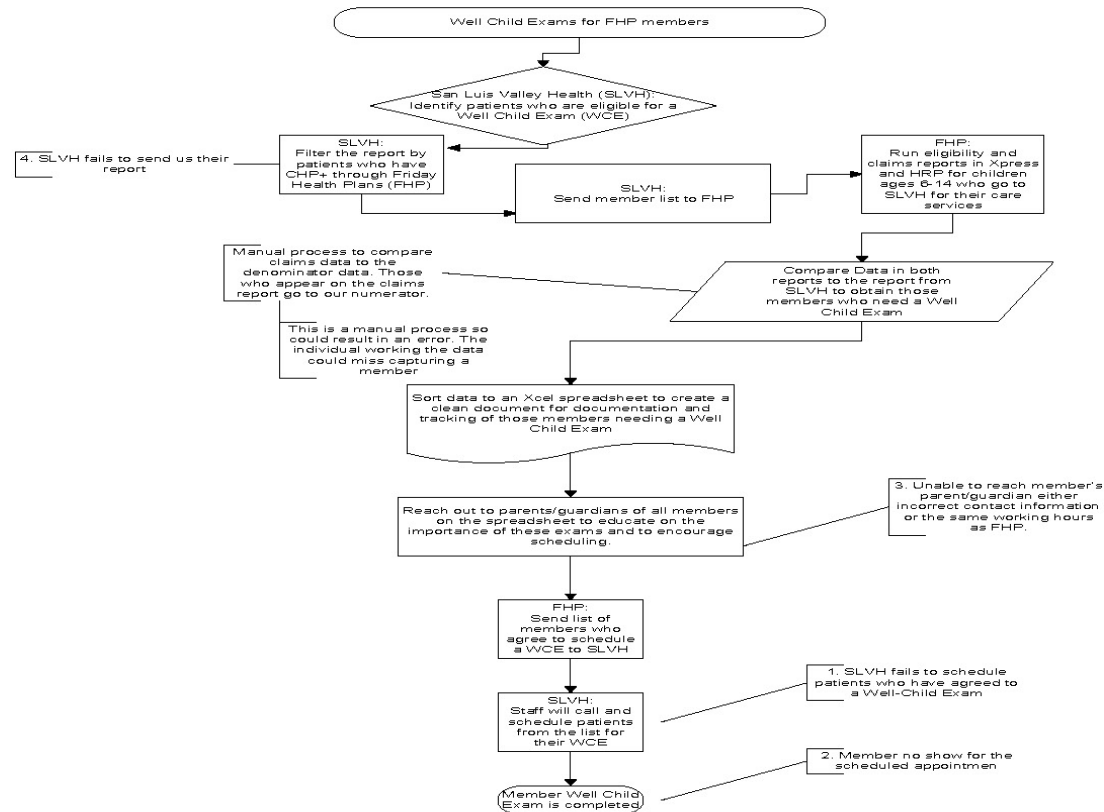 Well Child Exams for FHP members
San Luis Valley Health (SLVH):
Identify patients who are eligible for a
Well Child Exam (WCE)
4. SLVH fails to send us their
report
SLVH:
Filter the report by
patients who have
CHP+ through Friday
Health Plans (FHP)
SLVH:
Send member list to FHP
FHP:
Run eligibility and
claims reports in Xpress
and HRP for children
ages 6-14 who go to
SLVH for their care
services
Manual process to compare
claims data to the
denominator data. Those
who appear on the claims
report go to our numerator.
This is a manual process so
could result in an error. The
individual working the data
could miss capturing a
member
Compare Data in both
reports to the report from
SLVH to obtain those
members who need a Well
Child Exam
Sort data to an Xcel spreadsheet to create a
clean document for documentation and
tracking of those members needing a Well
Child Exam
Reach out to parents/guardians of all members
on the spreadsheet to educate on the
importance of these exams and to encourage
scheduling.
3. Unable to reach member's
parent/guardian either
incorrect contact information
or the same working hours
as FHP.
FHP:
Send list of
members who
agree to schedule
a WCE to SLVH
1. SLVH fails to schedule
patients who have agreed to
a Well-Child Exam
SLVH:
Staff will call and
schedule patients
from the list for
their WCE
2. Member no show for the
scheduled appointmen
Member Well Child
Exam is completed